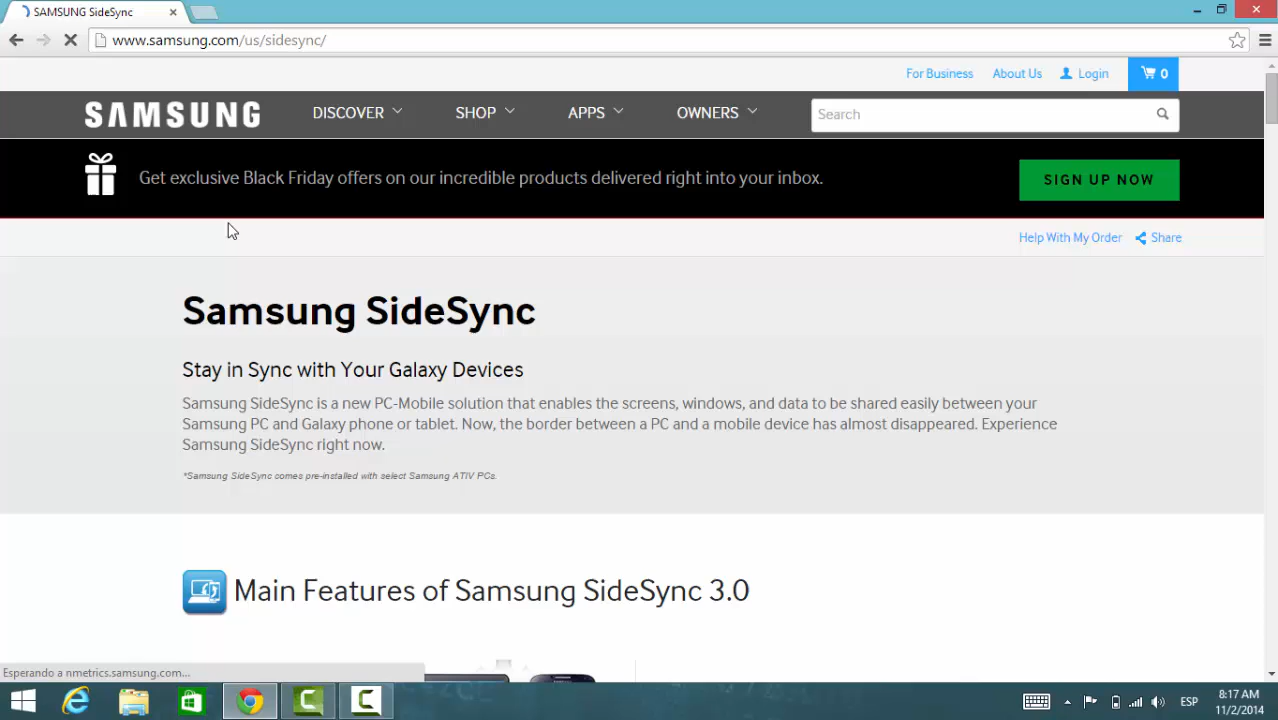 SAMSUNG SideSync
www.samsung.com/us/sidesync/
For Business About Us Login 0
SAMSUNG DISCOVER SHOP APPS OWNERS Search
Get exclusive Black Friday offers on our incredible products delivered right into your inbox. SIGN UP NOW
Help With My Order Share
Samsung SideSync
Stay in Sync with Your Galaxy Devices
Samsung SideSync is a new PC-Mobile solution that enables the screens, windows, and data to be shared easily between your
Samsung PC and Galaxy phone or tablet. Now, the border between a PC and a mobile device has almost disappeared. Experience
Samsung SideSync right now.
*Samsung SideSync comes pre-installed with select Samsung ATIV PCs.
Main Features of Samsung SideSync 3.0
Esperando a nmetrics.samsung.com...
ESP
8:17 AM
11/2/2014